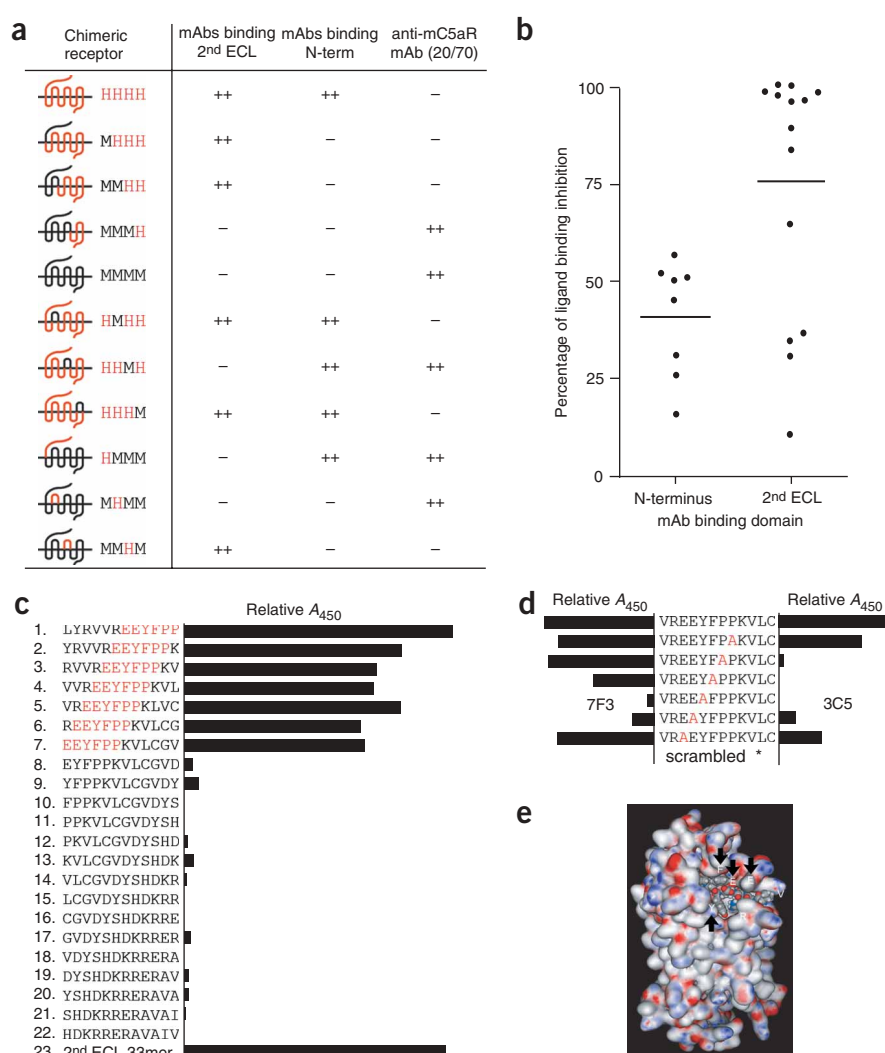 a
Chimeric receptor
mAbs binding 2nd ECL
mAbs binding N-term
anti-mC5aR mAb (20/70)
HHHH ++ ++ –
MHHH ++ – –
MMHH ++ – –
MMMH – – ++
MMMM – – ++
HMHH ++ ++ –
HHMH – ++ ++
HHHM ++ ++ –
HMMM – ++ ++
MHMM – – ++
MMHM ++ – –
b
Percentage of ligand binding inhibition
100
75
50
25
0
N-terminus 2nd ECL
mAb binding domain
c
Relative A450
1. LYRVVREEYFPP
2. YRVVREEYFPPK
3. RVVREEYFPPKV
4. VVREEYFPPKVL
5. VREEYFPPKLVC
6. REEYFPPKVLCG
7. EEYFPPKVLCGV
8. EYFPPKVLCGVD
9. YFPPKVLCGVDY
10. FPPKVLCGVDYS
11. PPKVLCGVDYSH
12. PKVLCGVDYSHD
13. KVLCGVDYSHDK
14. VLCGVDYSHDKR
15. LCGVDYSHDKRR
16. CGVDYSHDKRRE
17. GVDYSHDKRRER
18. VDYSHDKRRERA
19. DYSHDKRRERAV
20. YSHDKRRERAVA
21. SHDKRRERAVAI
22. HDKRRERAVAIV
23. 2nd ECL 33mer
d
Relative A450 Relative A450
VREEYFPPKVLC
VREEYFPAKVLC
VREEYFAPKVLC
VREEYAPPKVLC
VREEAFPPKVLC
VREAYFPPKVLC
VRAEYFPPKVLC
7F3
3C5
scrambled *
e